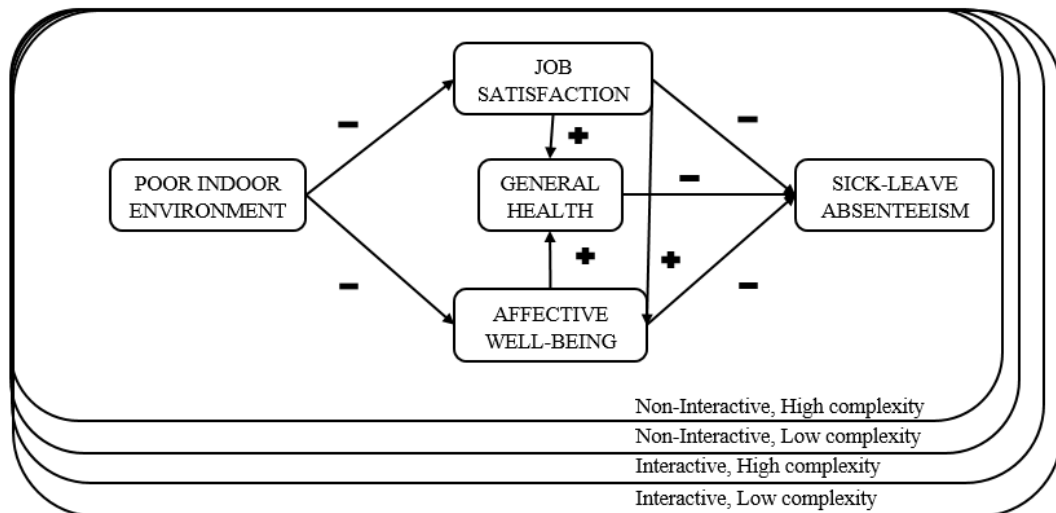 JOB
SATISFACTION
-
-
+
POOR INDOOR
ENVIRONMENT
GENERAL
HEALTH
-
SICK-LEAVE
ABSENTEEISM
-
+
+
-
AFFECTIVE
WELL-BEING
Non-Interactive, High complexity
Non-Interactive, Low complexity
Interactive, High complexity
Interactive, Low complexity